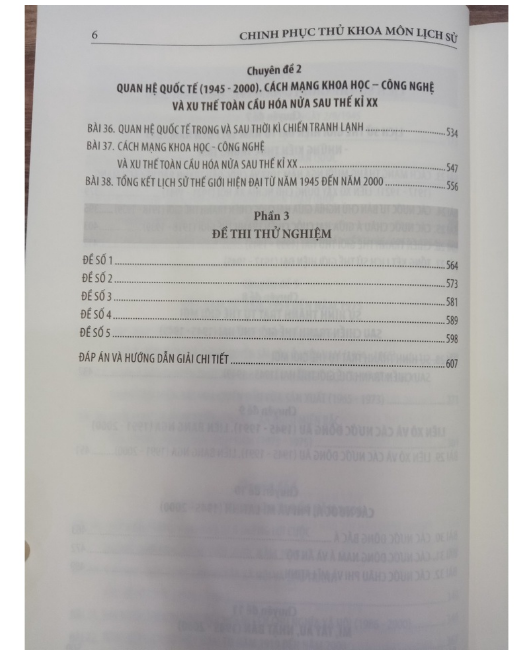 6
CHINH PHỤC THỦ KHOA MÔN LỊCH SỬ
Chuyên đề 2
QUAN HỆ QUỐC TẾ (1945 - 2000). CÁCH MẠNG KHOA HỌC – CÔNG NGHỆ
VÀ XU THẾ TOÀN CẦU HÓA NỬA SAU THẾ KỈ XX
BÀI 36. QUAN HỆ QUỐC TẾ TRONG VÀ SAU THỜI KÌ CHIẾN TRANH LẠNH 534
BÀI 37. CÁCH MẠNG KHOA HỌC - CÔNG NGHỆ
VÀ XU THẾ TOÀN CẦU HÓA NỬA SAU THẾ KỈ XX 547
BÀI 38. TỔNG KẾT LỊCH SỬ THẾ GIỚI HIỆN ĐẠI TỪ NĂM 1945 ĐẾN NĂM 2000 556
Phần 3
ĐỀ THI THỬ NGHIỆM
ĐỀ SỐ 1 564
ĐỀ SỐ 2 573
ĐỀ SỐ 3 581
ĐỀ SỐ 4 589
ĐỀ SỐ 5 598
ĐÁP ÁN VÀ HƯỚNG DẪN GIẢI CHI TIẾT 607